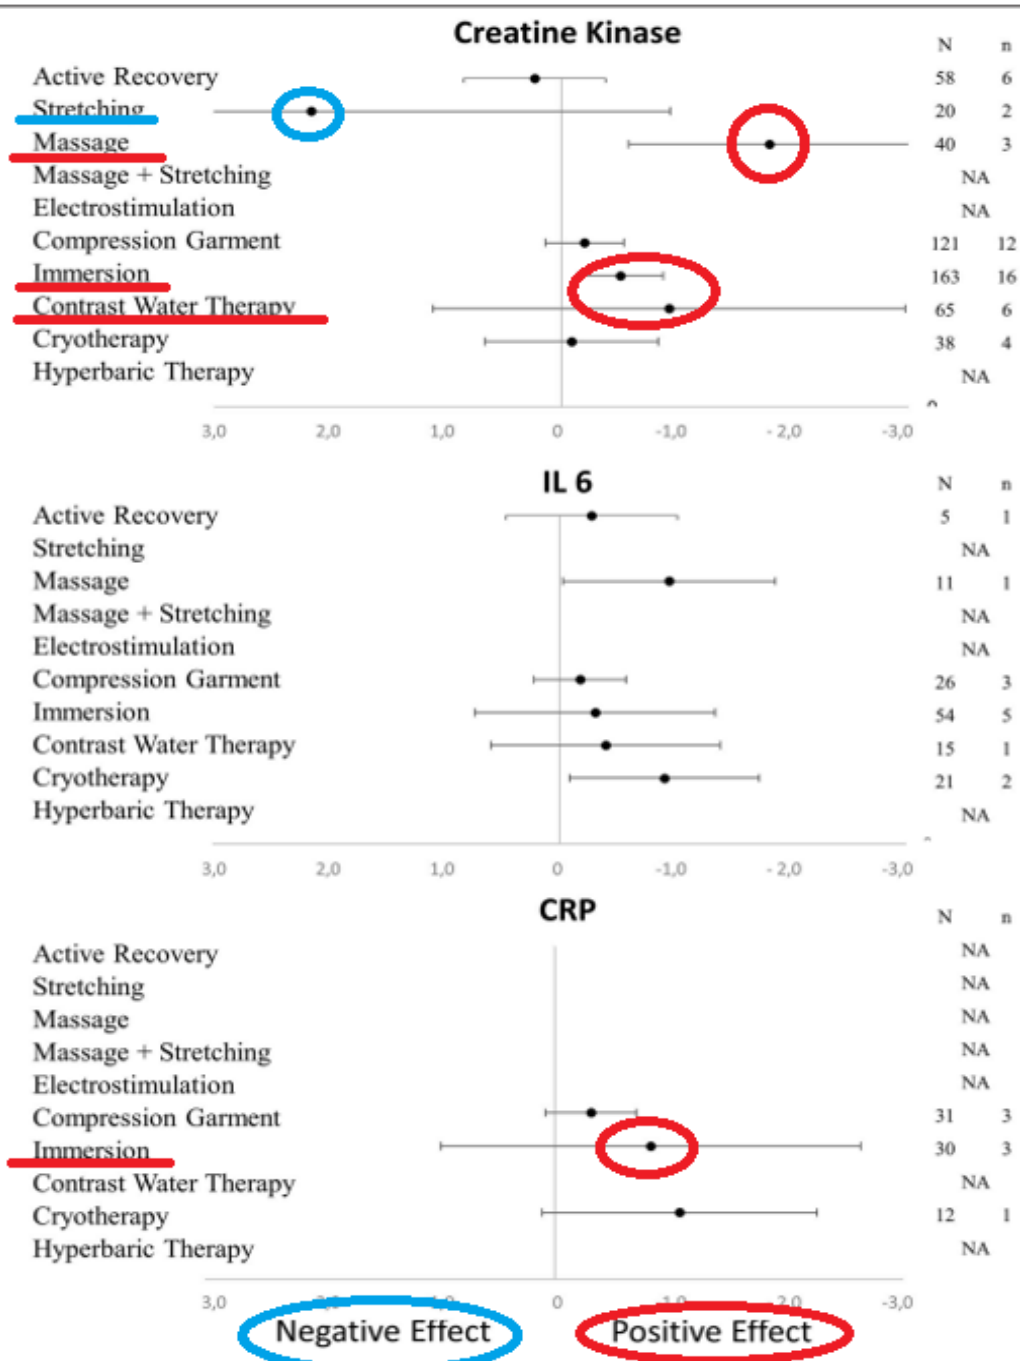 Creatine Kinase
N n
Active Recovery 58 6
Stretching 20 2
Massage 40 3
Massage + Stretching NA
Electrostimulation NA
Compression Garment 121 12
Immersion 163 16
Contrast Water Therapy 65 6
Cryotherapy 38 4
Hyperbaric Therapy NA
3,0 2,0 1,0 0 -1,0 - 2,0 -3,0
IL 6
N n
Active Recovery 5 1
Stretching NA
Massage 11 1
Massage + Stretching NA
Electrostimulation NA
Compression Garment 26 3
Immersion 54 5
Contrast Water Therapy 15 1
Cryotherapy 21 2
Hyperbaric Therapy NA
3,0 2,0 1,0 0 -1,0 - 2,0 -3,0
CRP
N n
Active Recovery NA
Stretching NA
Massage NA
Massage + Stretching NA
Electrostimulation NA
Compression Garment 31 3
Immersion 30 3
Contrast Water Therapy NA
Cryotherapy 12 1
Hyperbaric Therapy NA
3,0 0 2,0 -3,0
Negative Effect Positive Effect